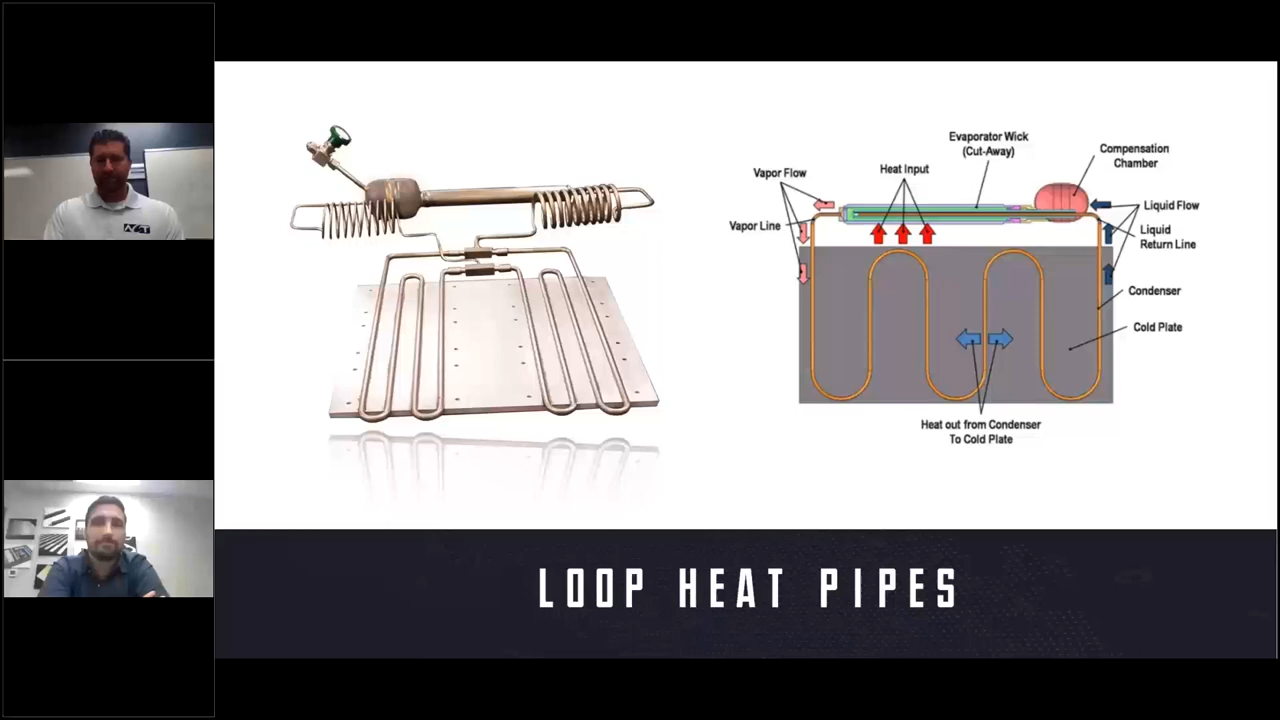 ACT
Evaporator Wick
(Cut-Away)
Compensation
Chamber
Heat Input
Vapor Flow
Liquid Flow
Vapor Line
Liquid
Return Line
Condenser
Cold Plate
Heat out from Condenser
To Cold Plate
LOOP HEAT PIPES